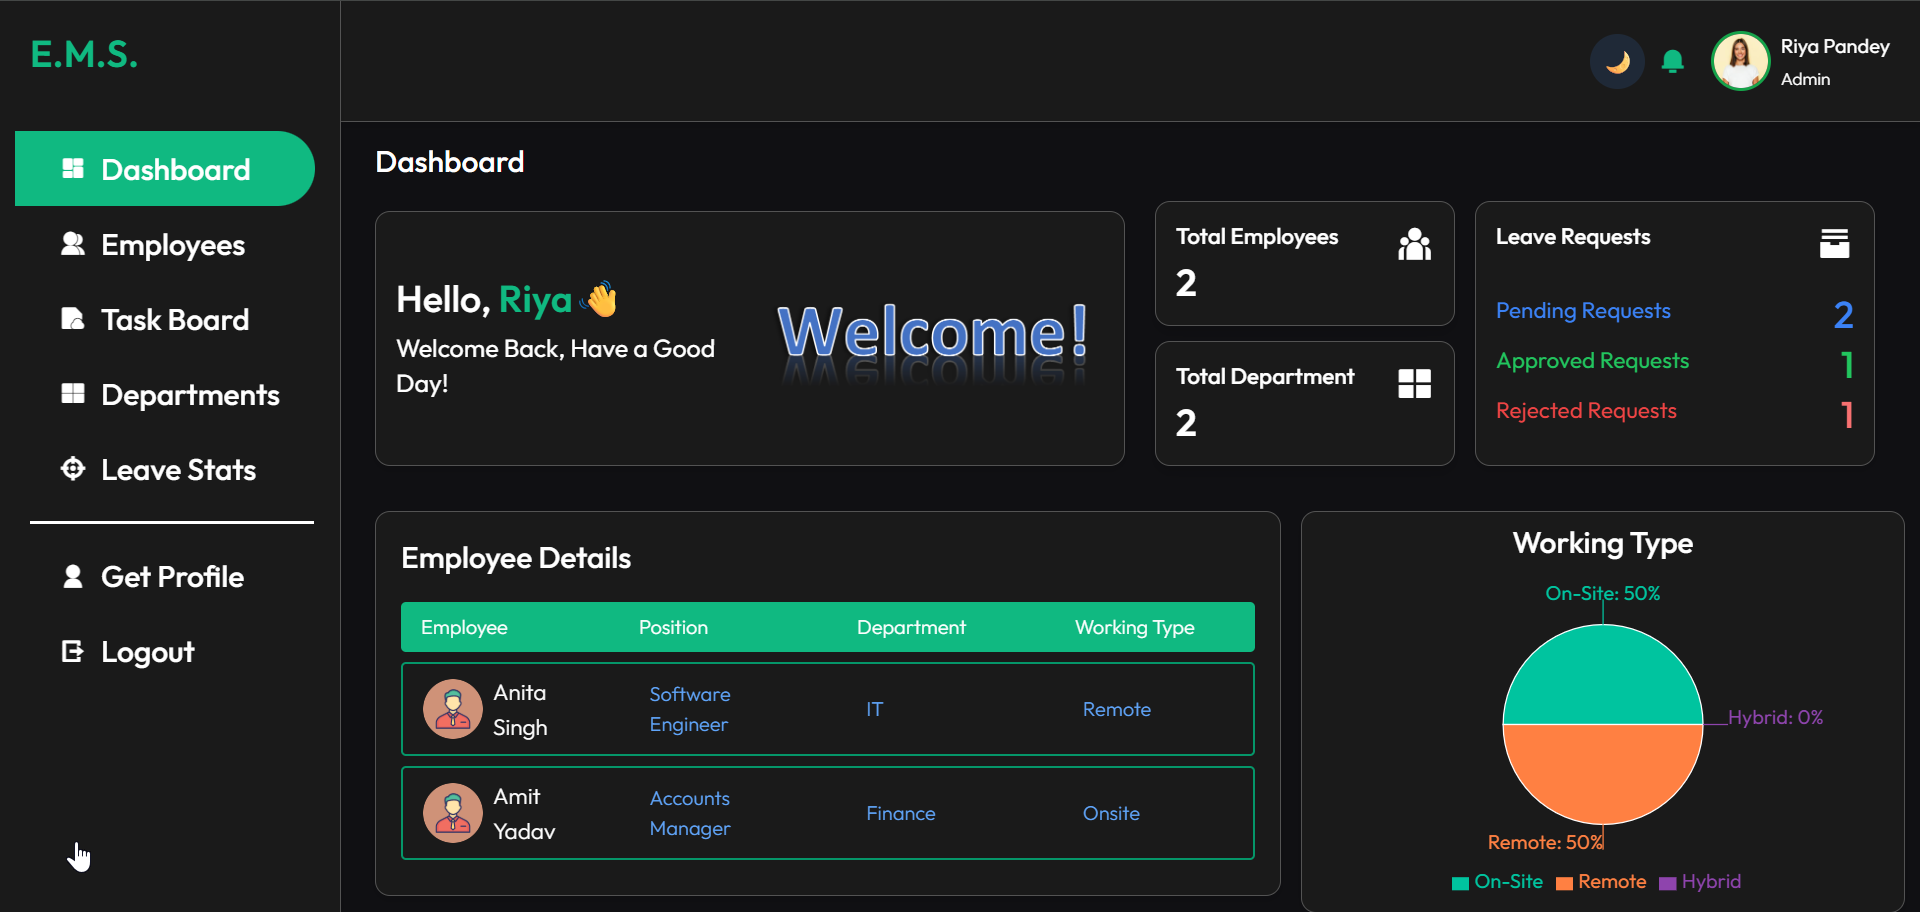 E.M.S.
Riya Pandey
Admin
Dashboard
Employees
Task Board
Departments
Leave Stats
Get Profile
Logout
Dashboard
Hello, Riya 👋
Welcome Back, Have a Good
Day!
Welcome!
Total Employees
2
Total Department
2
Leave Requests
Pending Requests 2
Approved Requests 1
Rejected Requests 1
Employee Details
Employee Position Department Working Type
Anita
Singh
Software
Engineer
IT
Remote
Amit
Yadav
Accounts
Manager
Finance
Onsite
Working Type
On-Site: 50%
Hybrid: 0%
Remote: 50%
On-Site Remote Hybrid